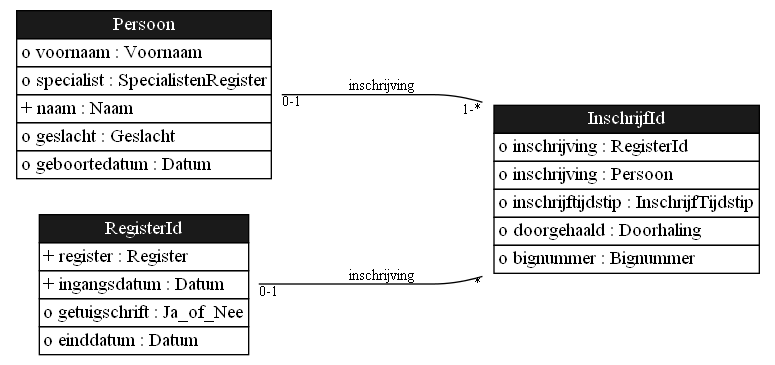 Persoon
o voornaam : Voornaam
o specialist : SpecialistenRegister
+ naam : Naam
o geslacht : Geslacht
o geboortedatum : Datum
inschrijving
0-1
1-*
InschrijfId
o inschrijving : RegisterId
o inschrijving : Persoon
o inschrijftijdstip : InschrijfTijdstip
o doorgehaald : Doorhaling
o bignummer : Bignummer
RegisterId
+ register : Register
+ ingangsdatum : Datum
o getuigschrift : Ja_of_Nee
o einddatum : Datum
inschrijving
0-1
*